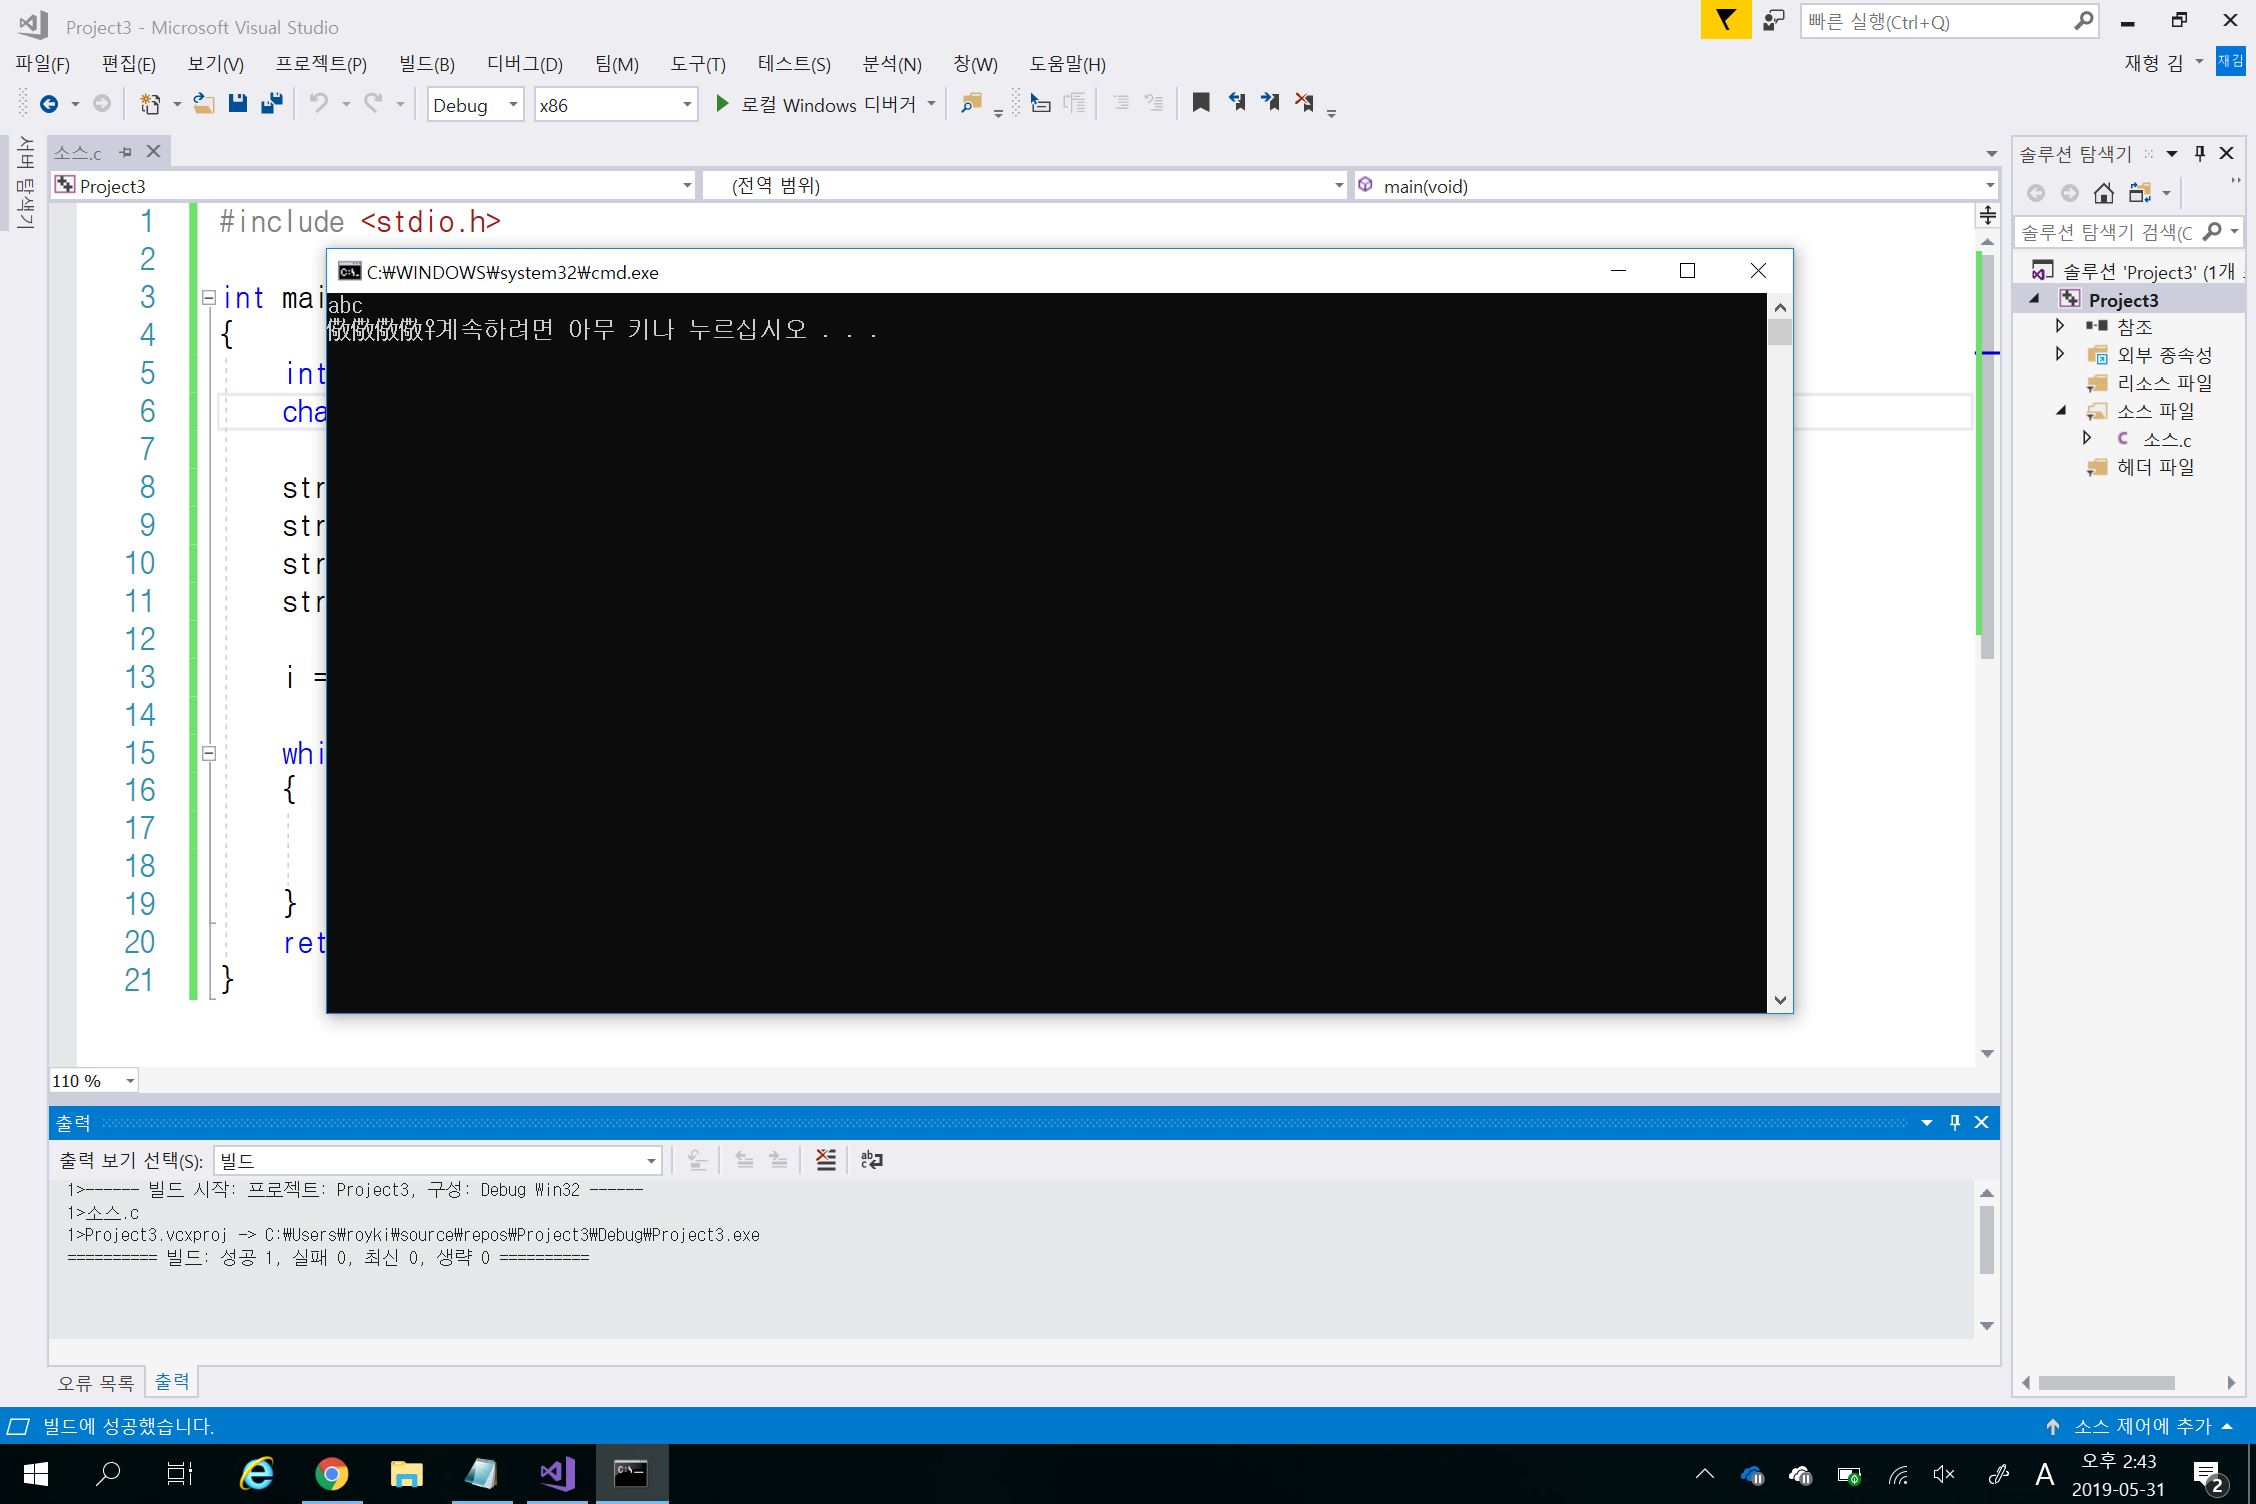 Project3 - Microsoft Visual Studio
빠른 실행(Ctrl+Q)
파일(F) 편집(E) 보기(V) 프로젝트(P) 빌드(B) 디버그(D) 팀(M) 도구(T) 테스트(S) 분석(N) 창(W) 도움말(H)
재형 김 재김
Debug x86 로컬 Windows 디버거
서버 탐색기
소스.c
Project3 (전역 범위) main(void)
1 #include <stdio.h>
2
3 int mai
4 {
5 int
6 cha
7
8 str
9 str
10 str
11 str
12
13 i =
14
15 whi
16 {
17
18
19 }
20 ret
21 }
C:₩WINDOWS₩system32₩cmd.exe
abc
계속하려면 아무 키나 누르십시오 . . .
110 %
출력
출력 보기 선택(S): 빌드
1>------ 빌드 시작: 프로젝트: Project3, 구성: Debug Win32 ------
1>소스.c
1>Project3.vcxproj -> C:₩Users₩royki₩source₩repos₩Project3₩Debug₩Project3.exe
========== 빌드: 성공 1, 실패 0, 최신 0, 생략 0 ==========
오류 목록 출력
솔루션 탐색기
솔루션 탐색기 검색(C
솔루션 'Project3' (1개
Project3
참조
외부 종속성
리소스 파일
소스 파일
소스.c
헤더 파일
빌드에 성공했습니다.
소스 제어에 추가
A
오후 2:43
2019-05-31
2